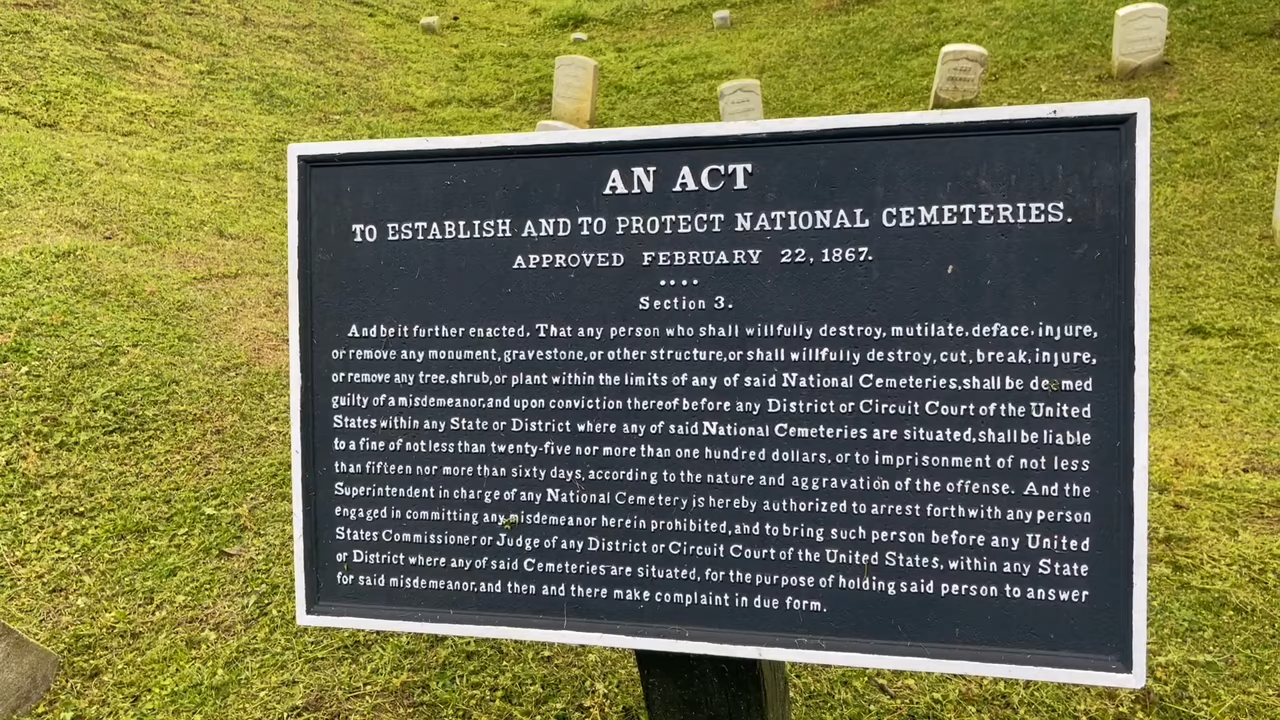 AN ACT
TO ESTABLISH AND TO PROTECT NATIONAL CEMETERIES.
APPROVED FEBRUARY 22, 1867.
....
Section 3.
And be it further enacted, That any person who shall willfully destroy, mutilate, deface, injure,
or remove any monument, gravestone, or other structure, or shall willfully destroy, cut, break, injure,
or remove any tree, shrub, or plant within the limits of any of said National Cemeteries, shall be deemed
guilty of a misdemeanor, and upon conviction thereof before any District or Circuit Court of the United
States within any State or District where any of said National Cemeteries are situated, shall be liable
to a fine of not less than twenty-five nor more than one hundred dollars, or to imprisonment of not less
than fifteen nor more than sixty days, according to the nature and aggravation of the offense. And the
Superintendent in charge of any National Cemetery is hereby authorized to arrest forthwith any person
engaged in committing any misdemeanor herein prohibited, and to bring such person before any United
States Commissioner or Judge of any District or Circuit Court of the United States, within any State
or District where any of said Cemeteries are situated, for the purpose of holding said person to answer
for said misdemeanor, and then and there make complaint in due form.